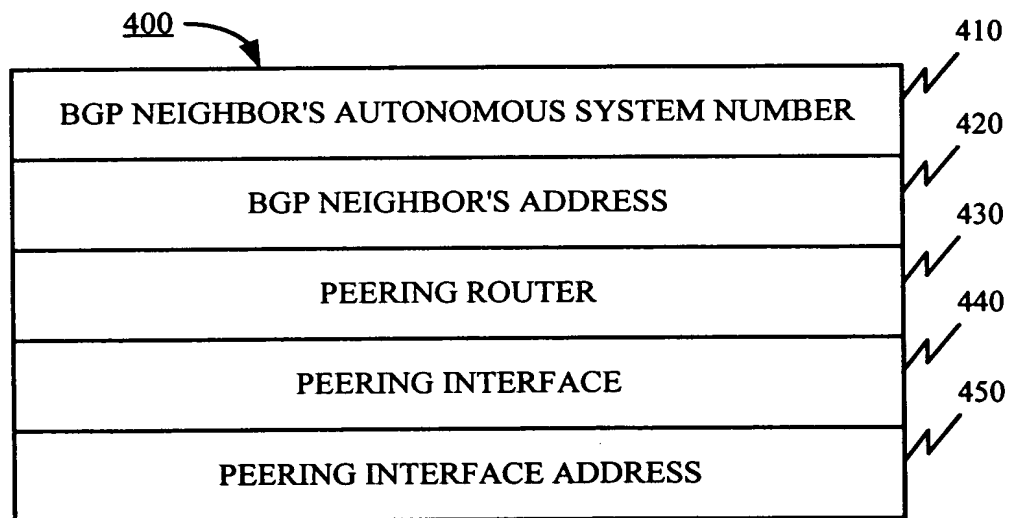 400
410
BGP NEIGHBOR'S AUTONOMOUS SYSTEM NUMBER
420
BGP NEIGHBOR'S ADDRESS
430
PEERING ROUTER
440
PEERING INTERFACE
450
PEERING INTERFACE ADDRESS